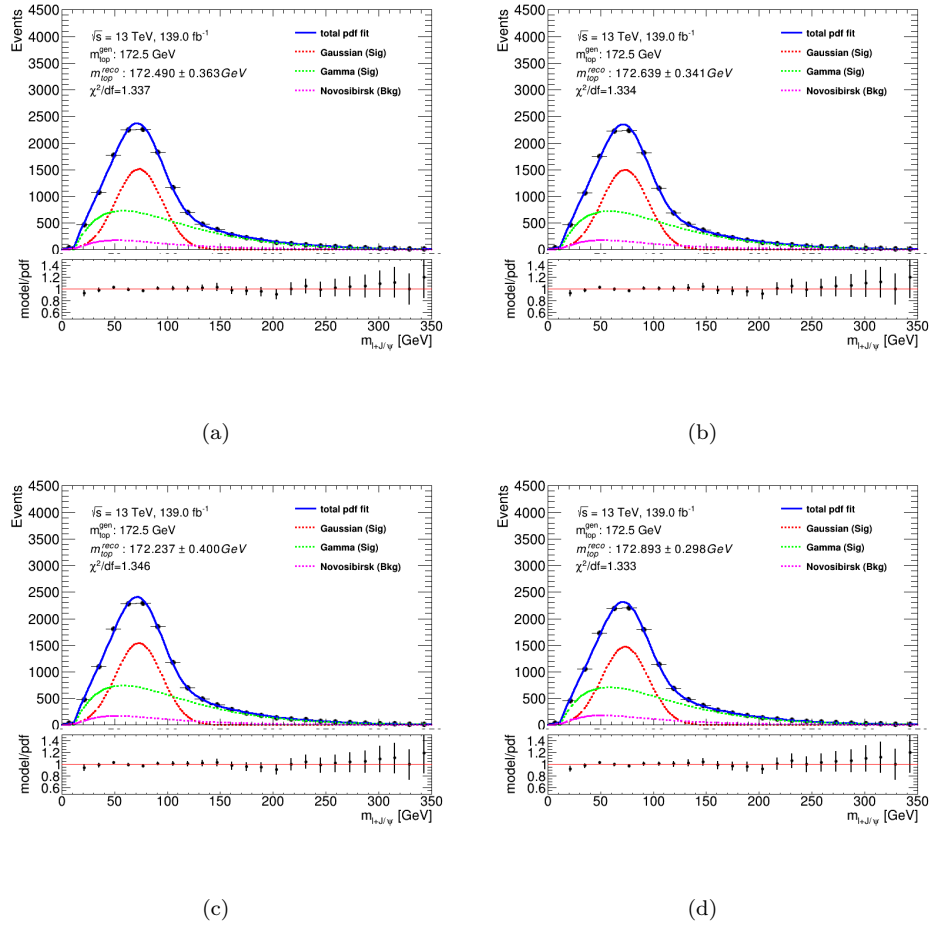 4500
4000
3500
3000
2500
2000
1500
1000
500
0
Events
√s = 13 TeV, 139.0 fb⁻¹
m_top^gen : 172.5 GeV
m_top^reco : 172.490 ± 0.363GeV
χ²/df=1.337
total pdf fit
Gaussian (Sig)
Gamma (Sig)
Novosibirsk (Bkg)
1.4
1.2
1
0.8
0.6
model/pdf
0 50 100 150 200 250 300 350
m_l+J/ψ [GeV]
(a)
4500
4000
3500
3000
2500
2000
1500
1000
500
0
Events
√s = 13 TeV, 139.0 fb⁻¹
m_top^gen : 172.5 GeV
m_top^reco : 172.639 ± 0.341GeV
χ²/df=1.334
total pdf fit
Gaussian (Sig)
Gamma (Sig)
Novosibirsk (Bkg)
1.4
1.2
1
0.8
0.6
model/pdf
0 50 100 150 200 250 300 350
m_l+J/ψ [GeV]
(b)
4500
4000
3500
3000
2500
2000
1500
1000
500
0
Events
√s = 13 TeV, 139.0 fb⁻¹
m_top^gen : 172.5 GeV
m_top^reco : 172.237 ± 0.400GeV
χ²/df=1.346
total pdf fit
Gaussian (Sig)
Gamma (Sig)
Novosibirsk (Bkg)
1.4
1.2
1
0.8
0.6
model/pdf
0 50 100 150 200 250 300 350
m_l+J/ψ [GeV]
(c)
4500
4000
3500
3000
2500
2000
1500
1000
500
0
Events
√s = 13 TeV, 139.0 fb⁻¹
m_top^gen : 172.5 GeV
m_top^reco : 172.893 ± 0.298GeV
χ²/df=1.333
total pdf fit
Gaussian (Sig)
Gamma (Sig)
Novosibirsk (Bkg)
1.4
1.2
1
0.8
0.6
model/pdf
0 50 100 150 200 250 300 350
m_l+J/ψ [GeV]
(d)